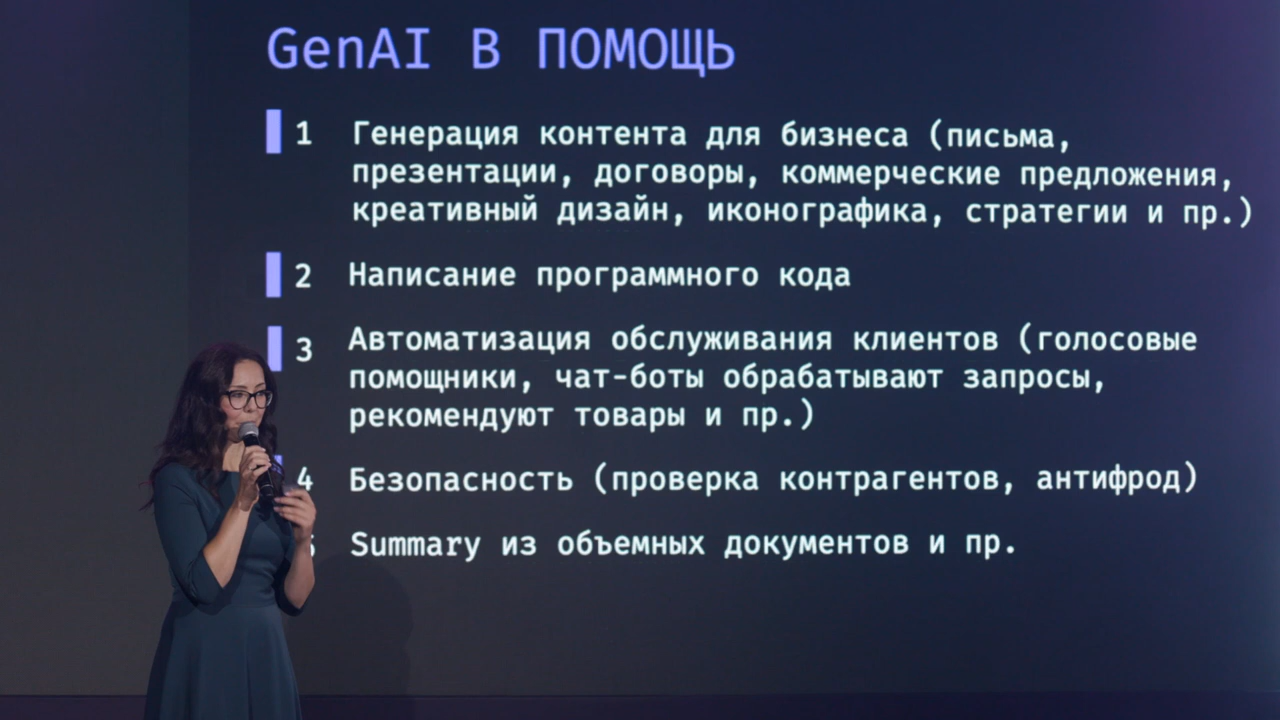 GenAI В ПОМОЩЬ
1 Генерация контента для бизнеса (письма,
презентации, договоры, коммерческие предложения,
креативный дизайн, иконографика, стратегии и пр.)
2 Написание программного кода
3 Автоматизация обслуживания клиентов (голосовые
помощники, чат-боты обрабатывают запросы,
рекомендуют товары и пр.)
4 Безопасность (проверка контрагентов, антифрод)
Summary из объемных документов и пр.